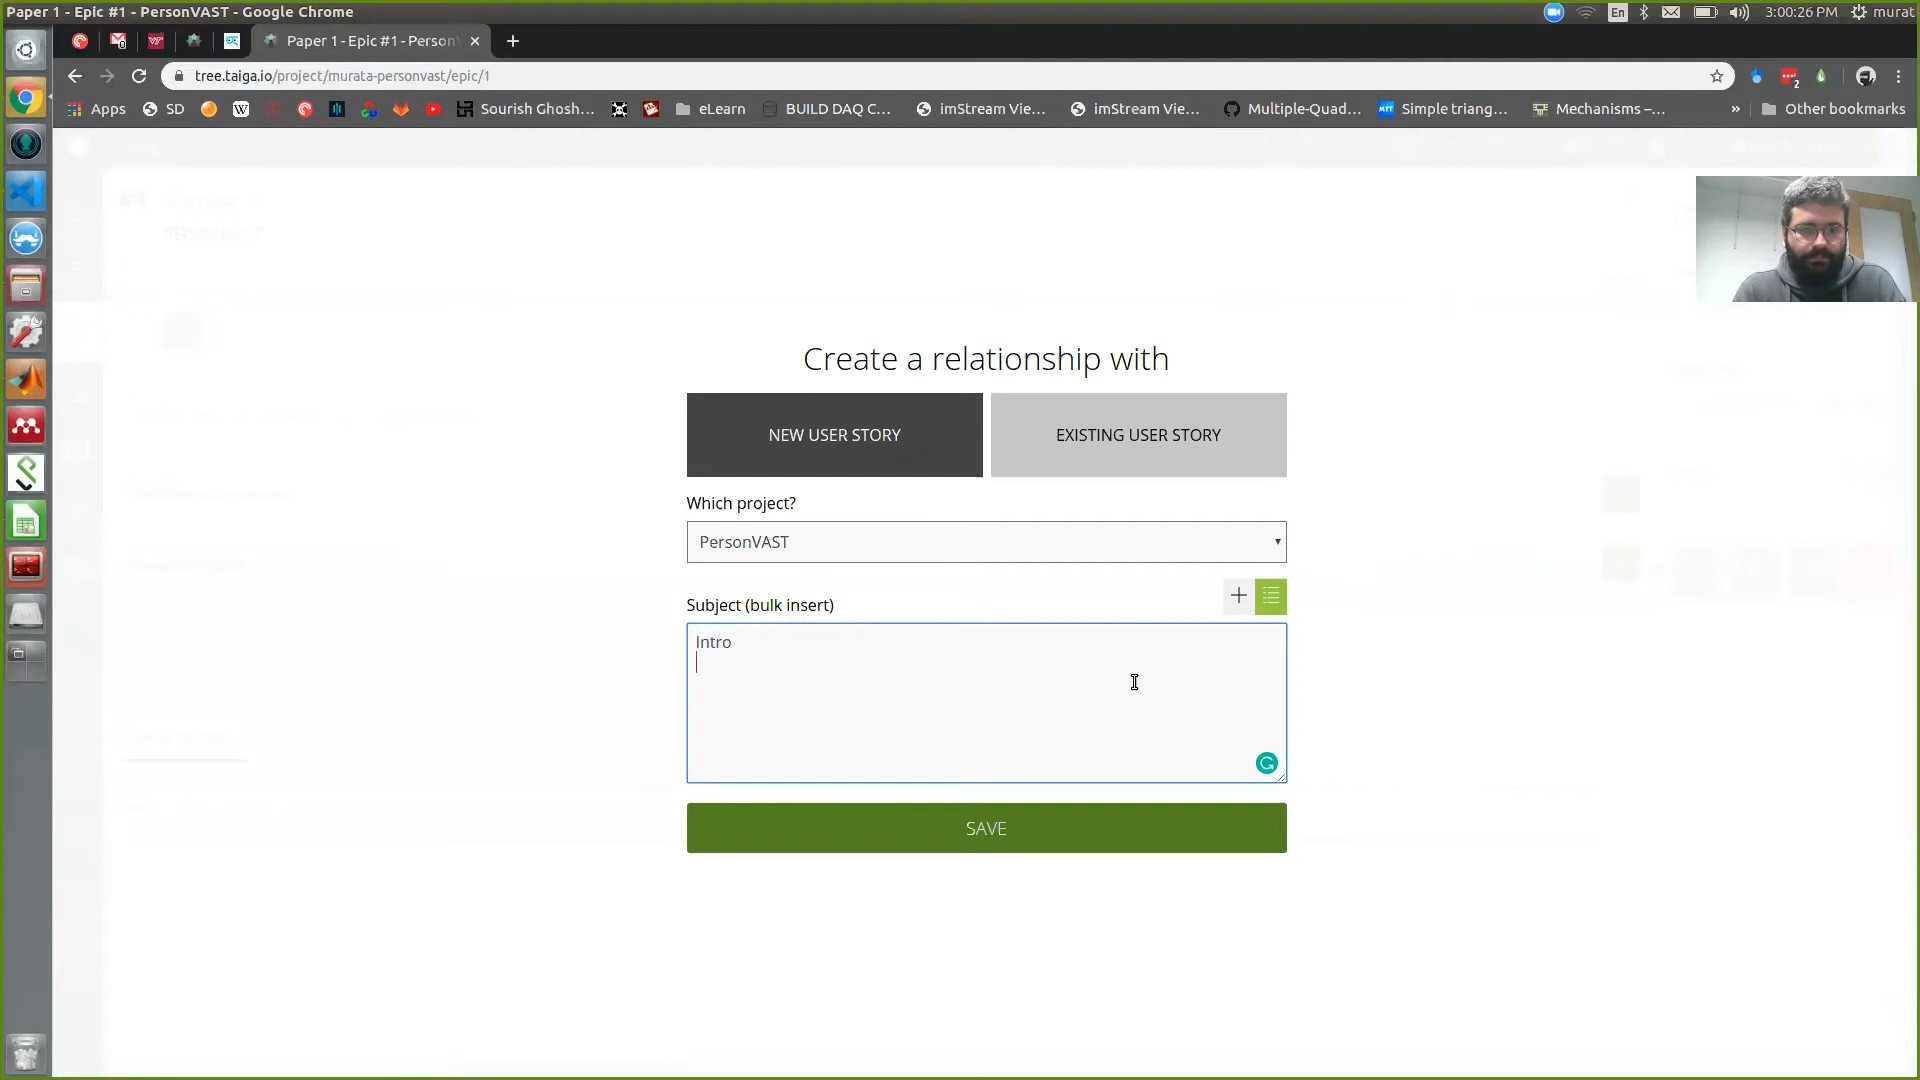 Paper 1 - Epic #1 - PersonVAST - Google Chrome
En
3:00:26 PM
murat
Paper 1 - Epic #1 - Person
tree.taiga.io/project/murata-personvast/epic/1
2
Apps
SD
W
Sourish Ghosh...
eLearn
BUILD DAQ C...
imStream Vie...
imStream Vie...
Multiple-Quad...
MTT
Simple triang...
Mechanisms –...
»
Other bookmarks
Create a relationship with
NEW USER STORY
EXISTING USER STORY
Which project?
PersonVAST
Subject (bulk insert)
Intro
SAVE